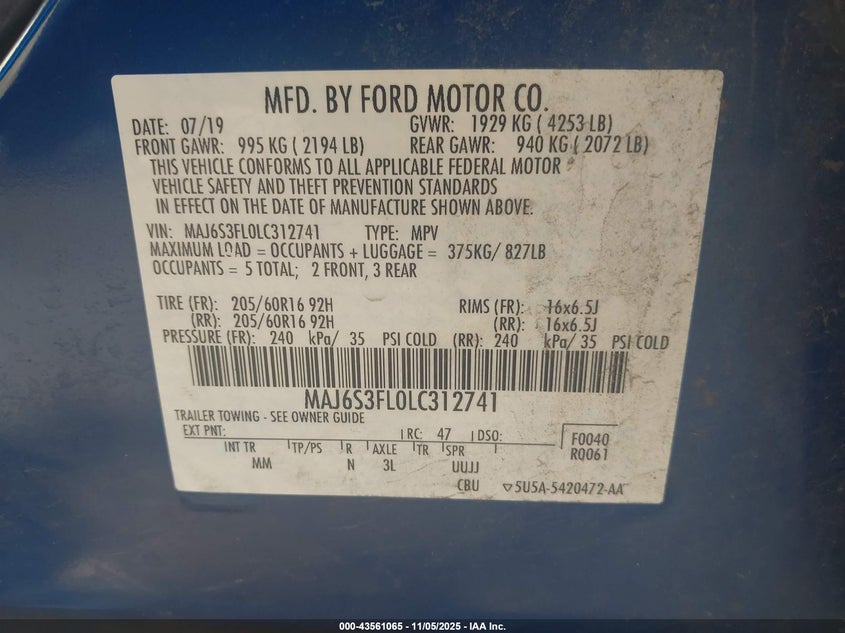 MFD. BY FORD MOTOR CO.
DATE: 07/19 GVWR: 1929 KG ( 4253 LB)
FRONT GAWR: 995 KG ( 2194 LB) REAR GAWR: 940 KG ( 2072 LB)
THIS VEHICLE CONFORMS TO ALL APPLICABLE FEDERAL MOTOR
VEHICLE SAFETY AND THEFT PREVENTION STANDARDS
IN EFFECT ON THE DATE OF MANUFACTURE SHOWN ABOVE.
VIN: MAJ6S3FL0LC312741 TYPE: MPV
MAXIMUM LOAD = OCCUPANTS + LUGGAGE = 375KG/ 827LB
OCCUPANTS = 5 TOTAL; 2 FRONT, 3 REAR
TIRE (FR): 205/60R16 92H RIMS (FR): 16x6.5J
(RR): 205/60R16 92H (RR): 16x6.5J
PRESSURE (FR): 240 kPa/ 35 PSI COLD (RR): 240 kPa/ 35 PSI COLD
MAJ6S3FL0LC312741
TRAILER TOWING - SEE OWNER GUIDE
EXT PNT: RC: 47 DSO: F0040
INT TR TP/PS R AXLE TR SPR R0061
MM N 3L UUJJ
CBU 5U5A-5420472-AA
000-43561065 - 11/05/2025 - IAA Inc.